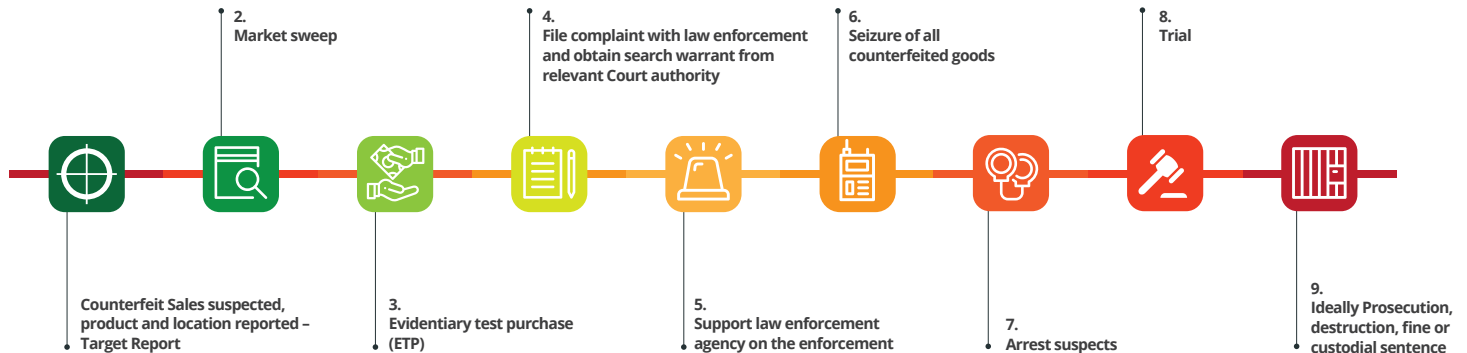 Counterfeit Sales suspected,
product and location reported –
Target Report
2.
Market sweep
3.
Evidentiary test purchase
(ETP)
4.
File complaint with law enforcement
and obtain search warrant from
relevant Court authority
5.
Support law enforcement
agency on the enforcement
6.
Seizure of all
counterfeited goods
7.
Arrest suspects
8.
Trial
9.
Ideally Prosecution,
destruction, fine or
custodial sentence